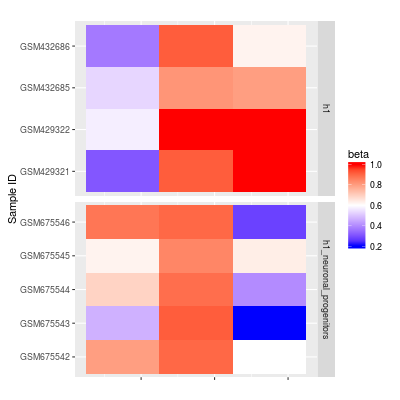 Sample ID
GSM432686
GSM432685
GSM429322
GSM429321
h1
GSM675546
GSM675545
GSM675544
GSM675543
GSM675542
h1_neuronal_progenitors
beta
1.0
0.8
0.6
0.4
0.2